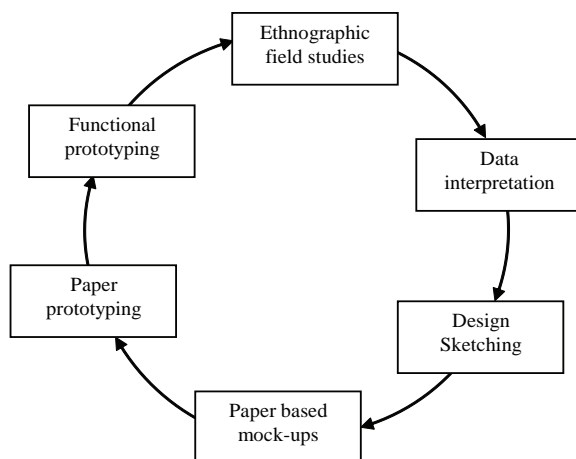 Ethnographic
field studies
Data
interpretation
Design
Sketching
Paper based
mock-ups
Paper
prototyping
Functional
prototyping